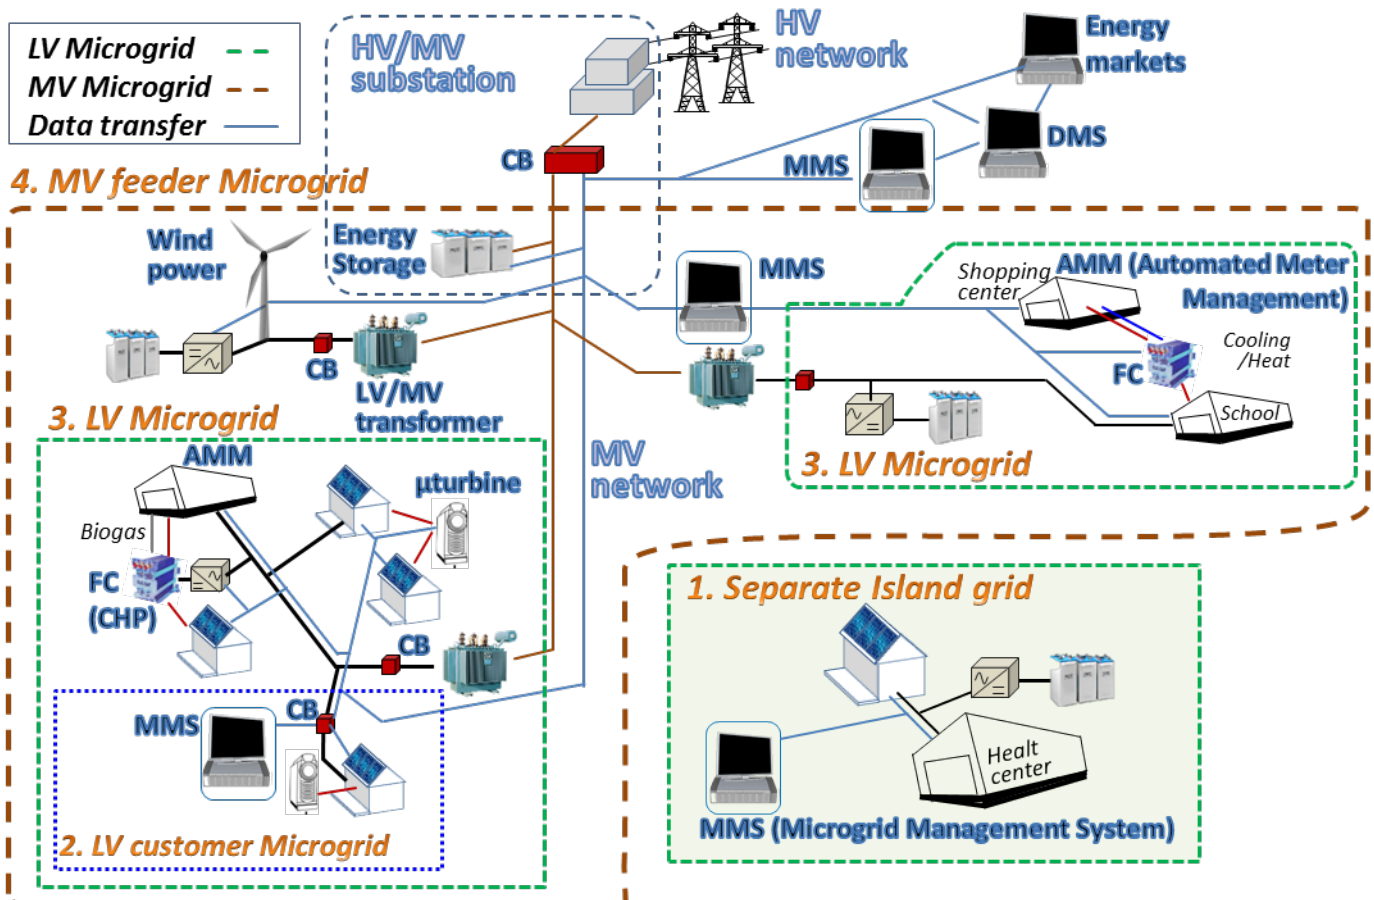 LV Microgrid
MV Microgrid
Data transfer
HV/MV
substation
HV
network
Energy
markets
CB
MMS
DMS
4. MV feeder Microgrid
Wind
power
Energy
Storage
MMS
Shopping
center
AMM (Automated Meter
Management)
Cooling
/Heat
CB
LV/MV
transformer
FC
School
3. LV Microgrid
3. LV Microgrid
AMM
µturbine
MV
network
Biogas
FC
(CHP)
CB
1. Separate Island grid
MMS
CB
Healt
center
2. LV customer Microgrid
MMS (Microgrid Management System)